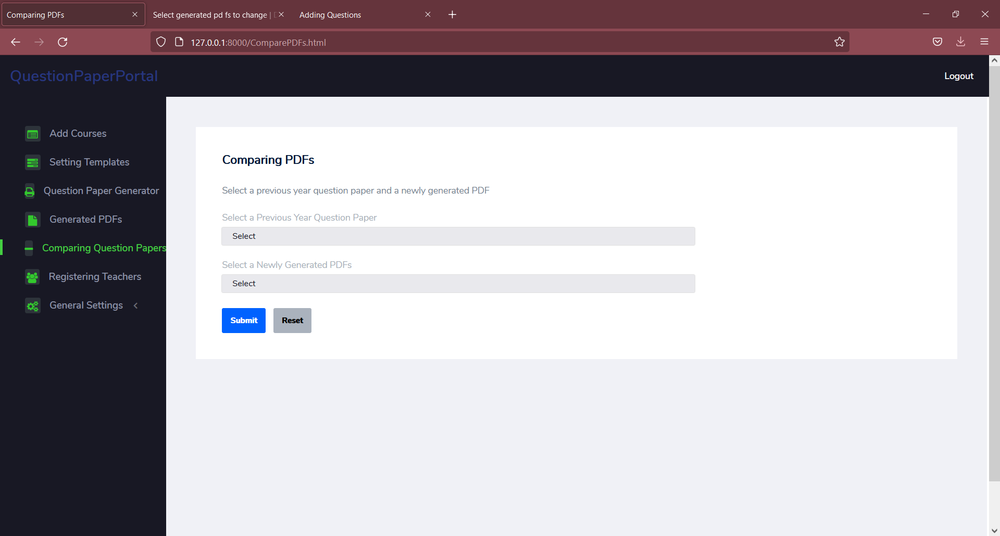 Comparing PDFs
Select generated pd fs to change |
Adding Questions
127.0.0.1:8000/ComparePDFs.html
QuestionPaperPortal
Logout
Add Courses
Setting Templates
Question Paper Generator
Generated PDFs
Comparing Question Papers
Registering Teachers
General Settings
Comparing PDFs
Select a previous year question paper and a newly generated PDF
Select a Previous Year Question Paper
Select
Select a Newly Generated PDFs
Select
Submit
Reset